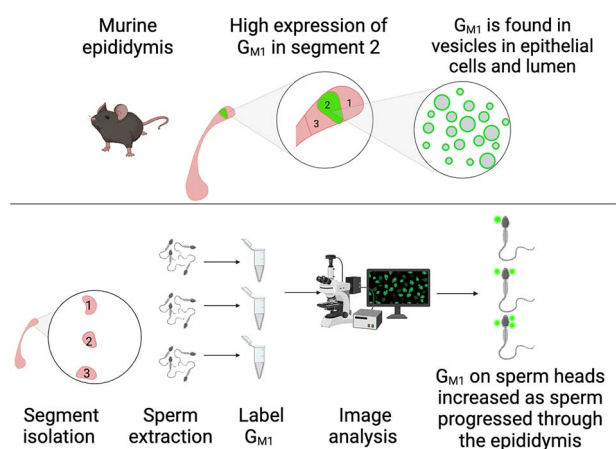 Murine
epididymis
High expression of
GM1 in segment 2
GM1 is found in
vesicles in epithelial
cells and lumen
2
1
3
1
2
3
Segment
isolation
Sperm
extraction
Label
GM1
Image
analysis
GM1 on sperm heads
increased as sperm
progressed through
the epididymis